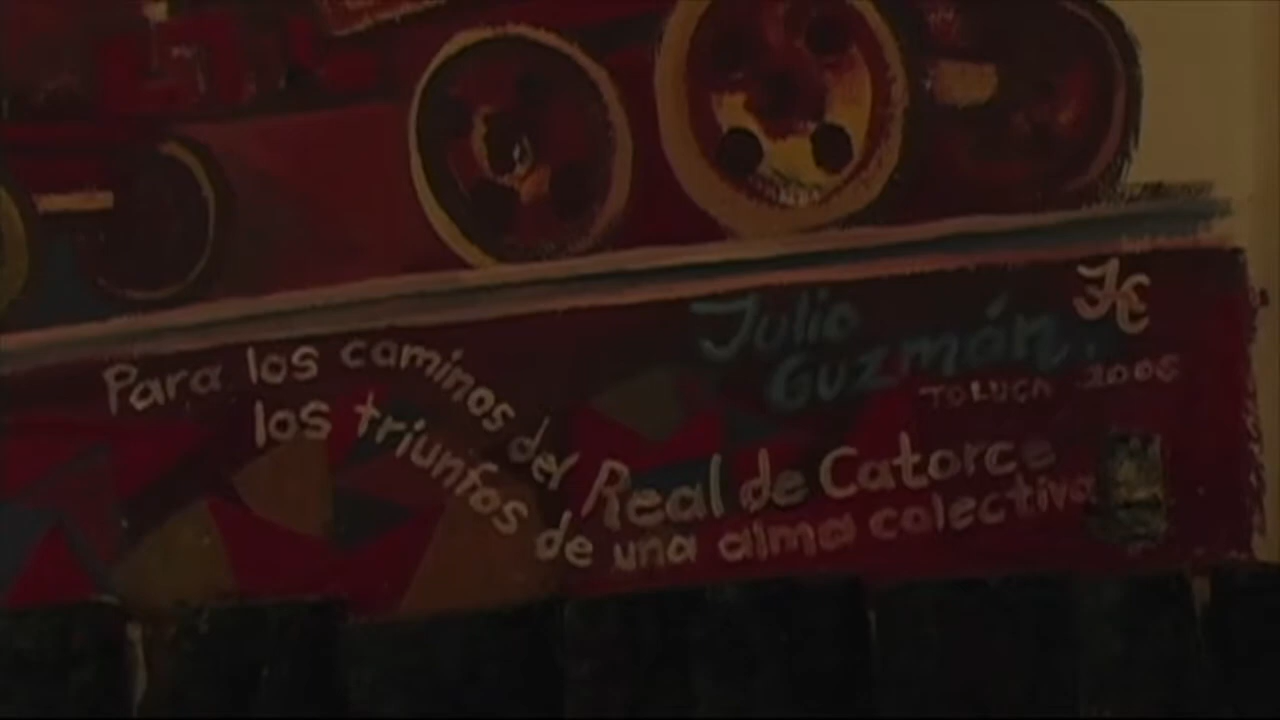 Julio
Guzmán.
TOLUCA 2006
Para los caminos del Real de Catorce
los triunfos de una alma colectiva